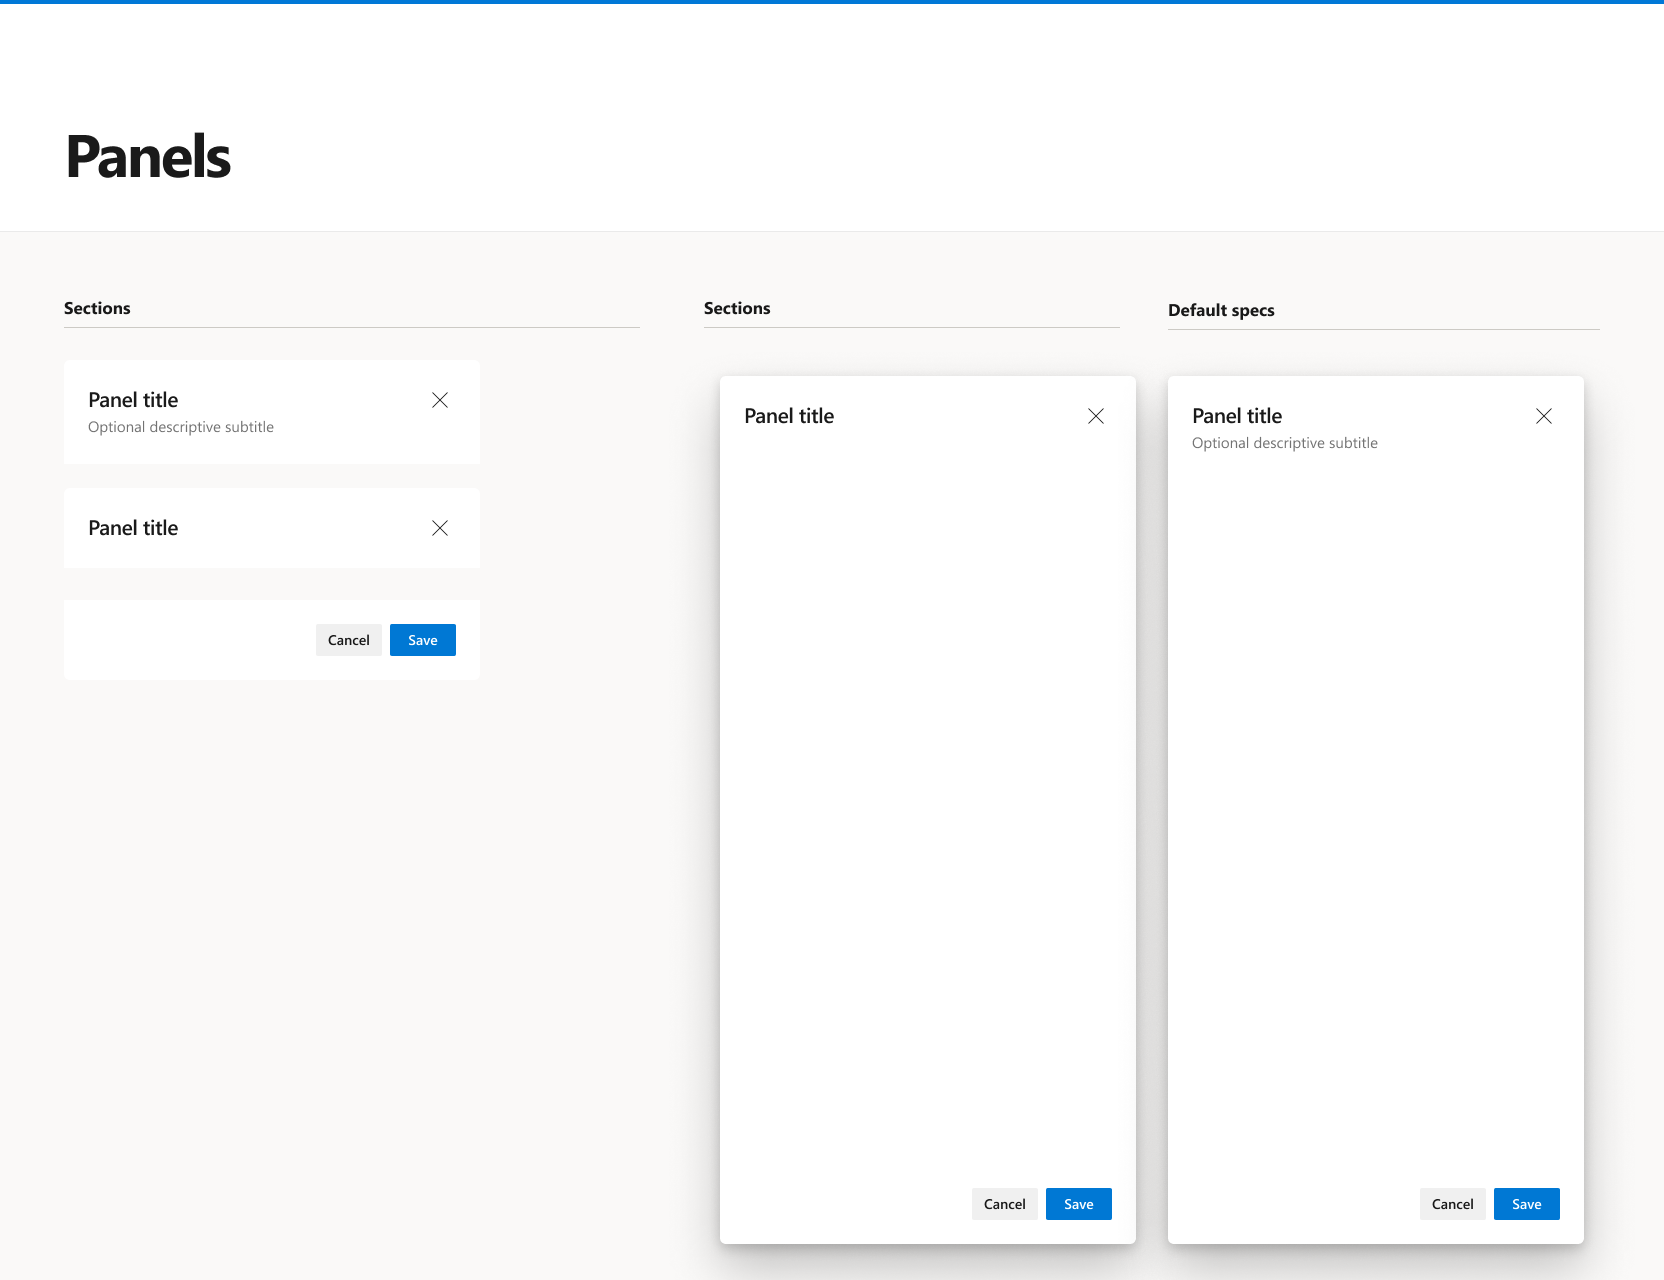 Panels
Sections
Panel title
Optional descriptive subtitle
Panel title
Cancel Save
Sections
Panel title
Cancel Save
Default specs
Panel title
Optional descriptive subtitle
Cancel Save